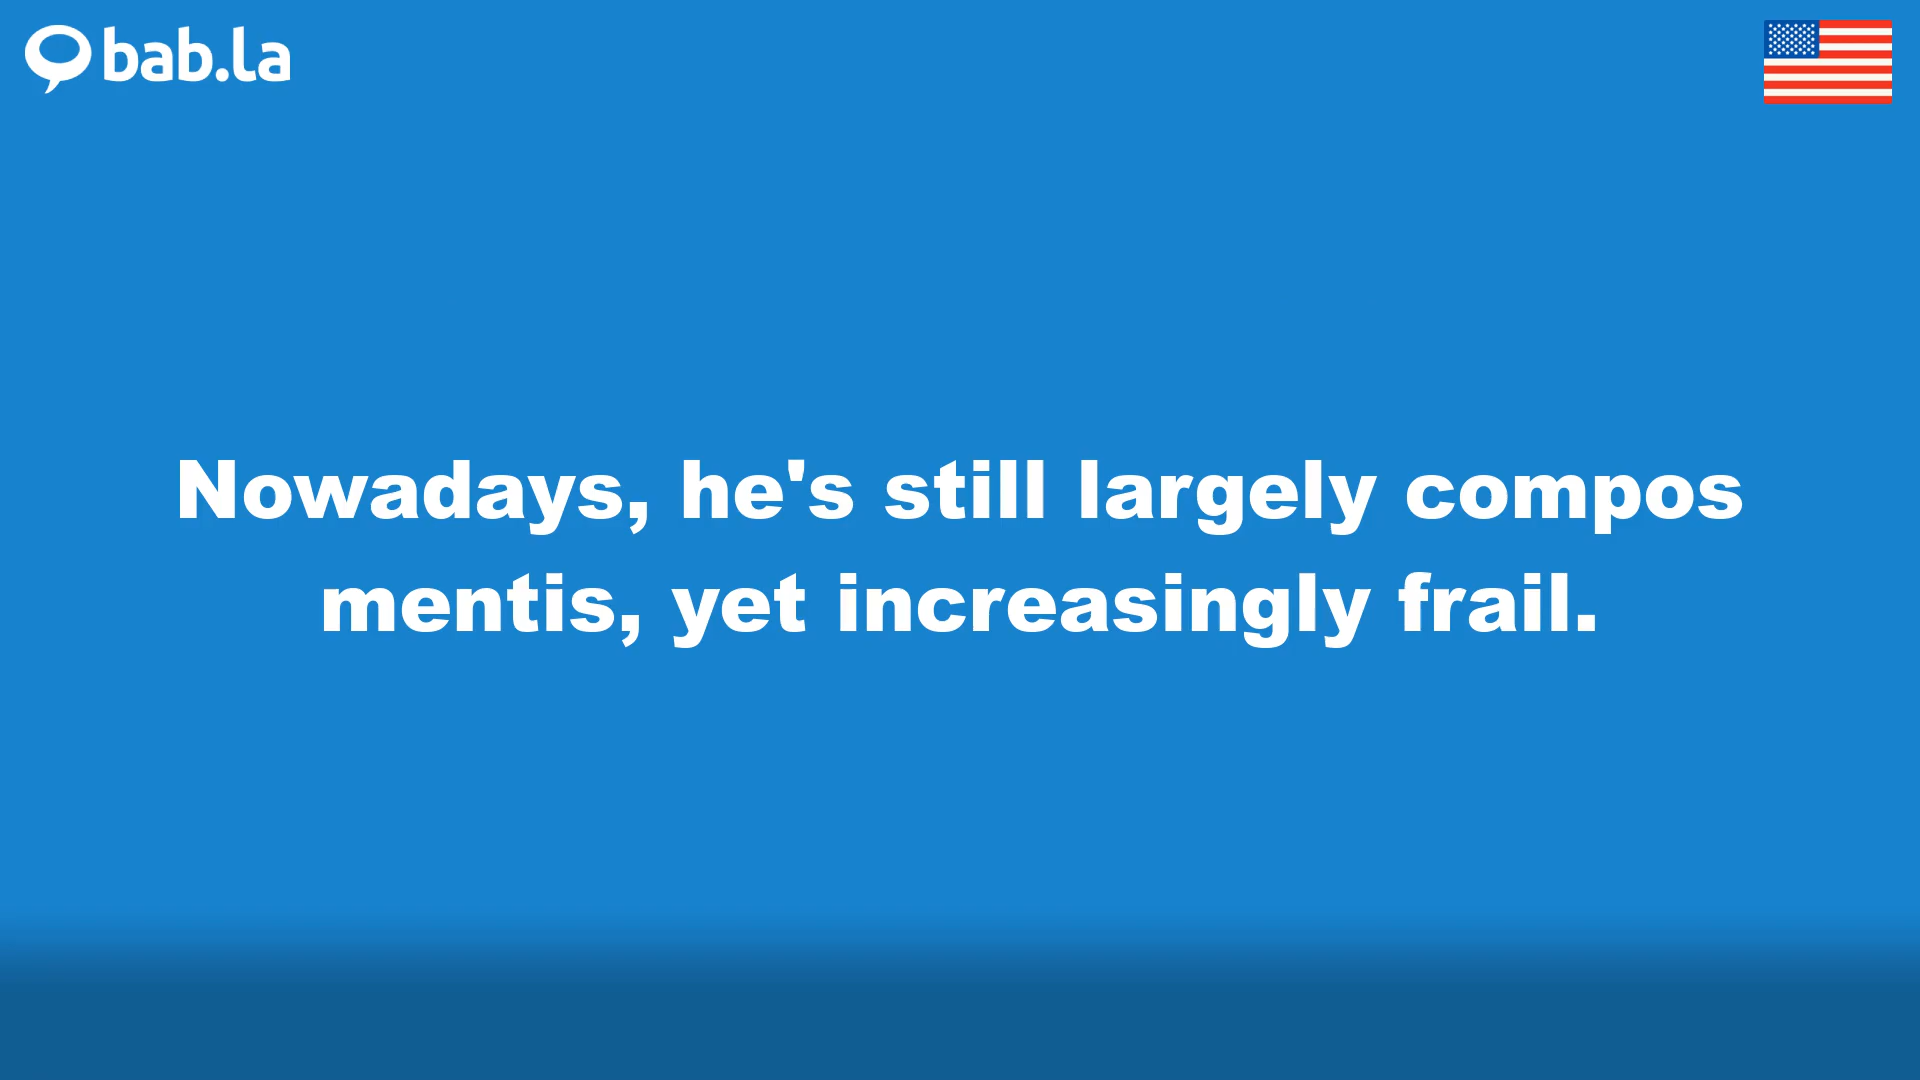 bab.la
Nowadays, he's still largely compos
mentis, yet increasingly frail.